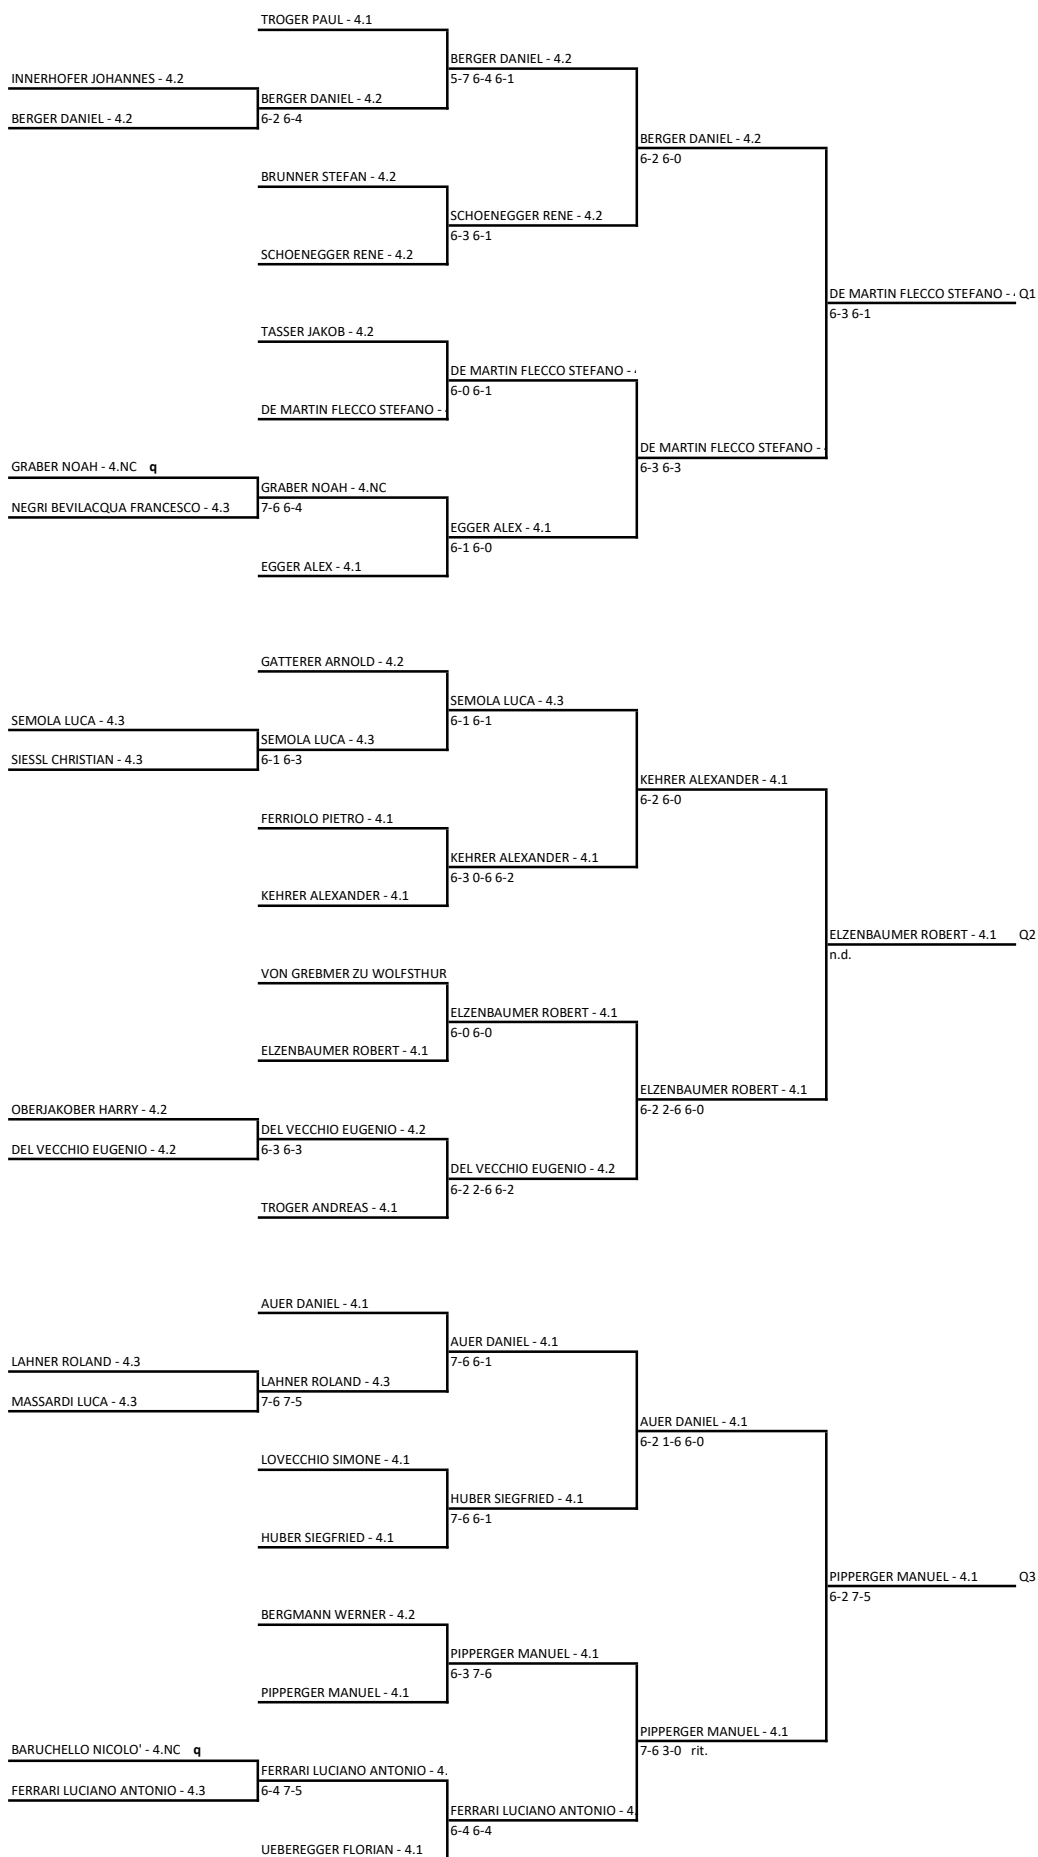 TROGER PAUL - 4.1
BERGER DANIEL - 4.2
5-7 6-4 6-1
INNERHOFER JOHANNES - 4.2
BERGER DANIEL - 4.2
6-2 6-4
BERGER DANIEL - 4.2
BERGER DANIEL - 4.2
6-2 6-0
BRUNNER STEFAN - 4.2
SCHOENEGGER RENE - 4.2
6-3 6-1
SCHOENEGGER RENE - 4.2
DE MARTIN FLECCO STEFANO - Q1
6-3 6-1
TASSER JAKOB - 4.2
DE MARTIN FLECCO STEFANO -
6-0 6-1
DE MARTIN FLECCO STEFANO -
DE MARTIN FLECCO STEFANO -
6-3 6-3
GRABER NOAH - 4.NC q
GRABER NOAH - 4.NC
7-6 6-4
NEGRI BEVILACQUA FRANCESCO - 4.3
EGGER ALEX - 4.1
6-1 6-0
EGGER ALEX - 4.1
GATTERER ARNOLD - 4.2
SEMOLA LUCA - 4.3
6-1 6-1
SEMOLA LUCA - 4.3
SEMOLA LUCA - 4.3
6-1 6-3
SIESSL CHRISTIAN - 4.3
KEHRER ALEXANDER - 4.1
6-2 6-0
FERRIOLO PIETRO - 4.1
KEHRER ALEXANDER - 4.1
6-3 0-6 6-2
KEHRER ALEXANDER - 4.1
ELZENBAUMER ROBERT - 4.1 Q2
n.d.
VON GREBMER ZU WOLFSTHUR
ELZENBAUMER ROBERT - 4.1
6-0 6-0
ELZENBAUMER ROBERT - 4.1
ELZENBAUMER ROBERT - 4.1
6-2 2-6 6-0
OBERJAKOBER HARRY - 4.2
DEL VECCHIO EUGENIO - 4.2
6-3 6-3
DEL VECCHIO EUGENIO - 4.2
DEL VECCHIO EUGENIO - 4.2
6-2 2-6 6-2
TROGER ANDREAS - 4.1
AUER DANIEL - 4.1
AUER DANIEL - 4.1
7-6 6-1
LAHNER ROLAND - 4.3
LAHNER ROLAND - 4.3
7-6 7-5
MASSARDI LUCA - 4.3
AUER DANIEL - 4.1
6-2 1-6 6-0
LOVECCHIO SIMONE - 4.1
HUBER SIEGFRIED - 4.1
7-6 6-1
HUBER SIEGFRIED - 4.1
PIPPERGER MANUEL - 4.1 Q3
6-2 7-5
BERGMANN WERNER - 4.2
PIPPERGER MANUEL - 4.1
6-3 7-6
PIPPERGER MANUEL - 4.1
PIPPERGER MANUEL - 4.1
7-6 3-0 rit.
BARUCHELLO NICOLO' - 4.NC q
FERRARI LUCIANO ANTONIO - 4.
6-4 7-5
FERRARI LUCIANO ANTONIO - 4.3
FERRARI LUCIANO ANTONIO - 4.
6-4 6-4
UEBEREGGER FLORIAN - 4.1